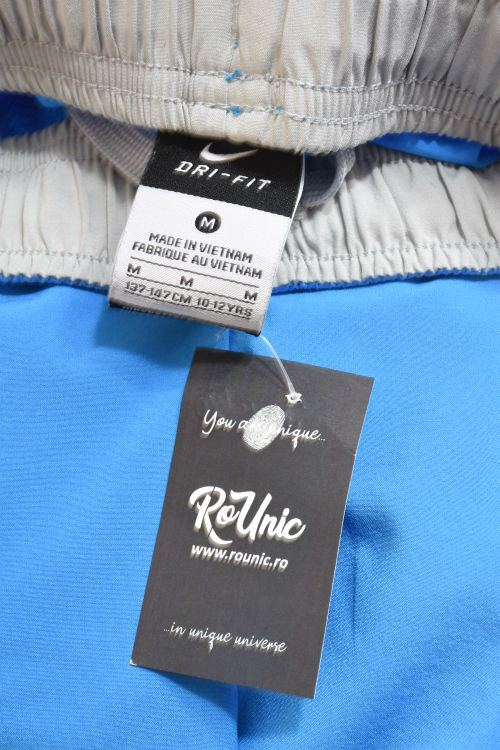 DRI-FIT
M
MADE IN VIETNAM
FABRIQUE AU VIETNAM
M M M
137-147CM 10-12YRS
You are unique...
RoUnic
www.rounic.ro
...in unique universe